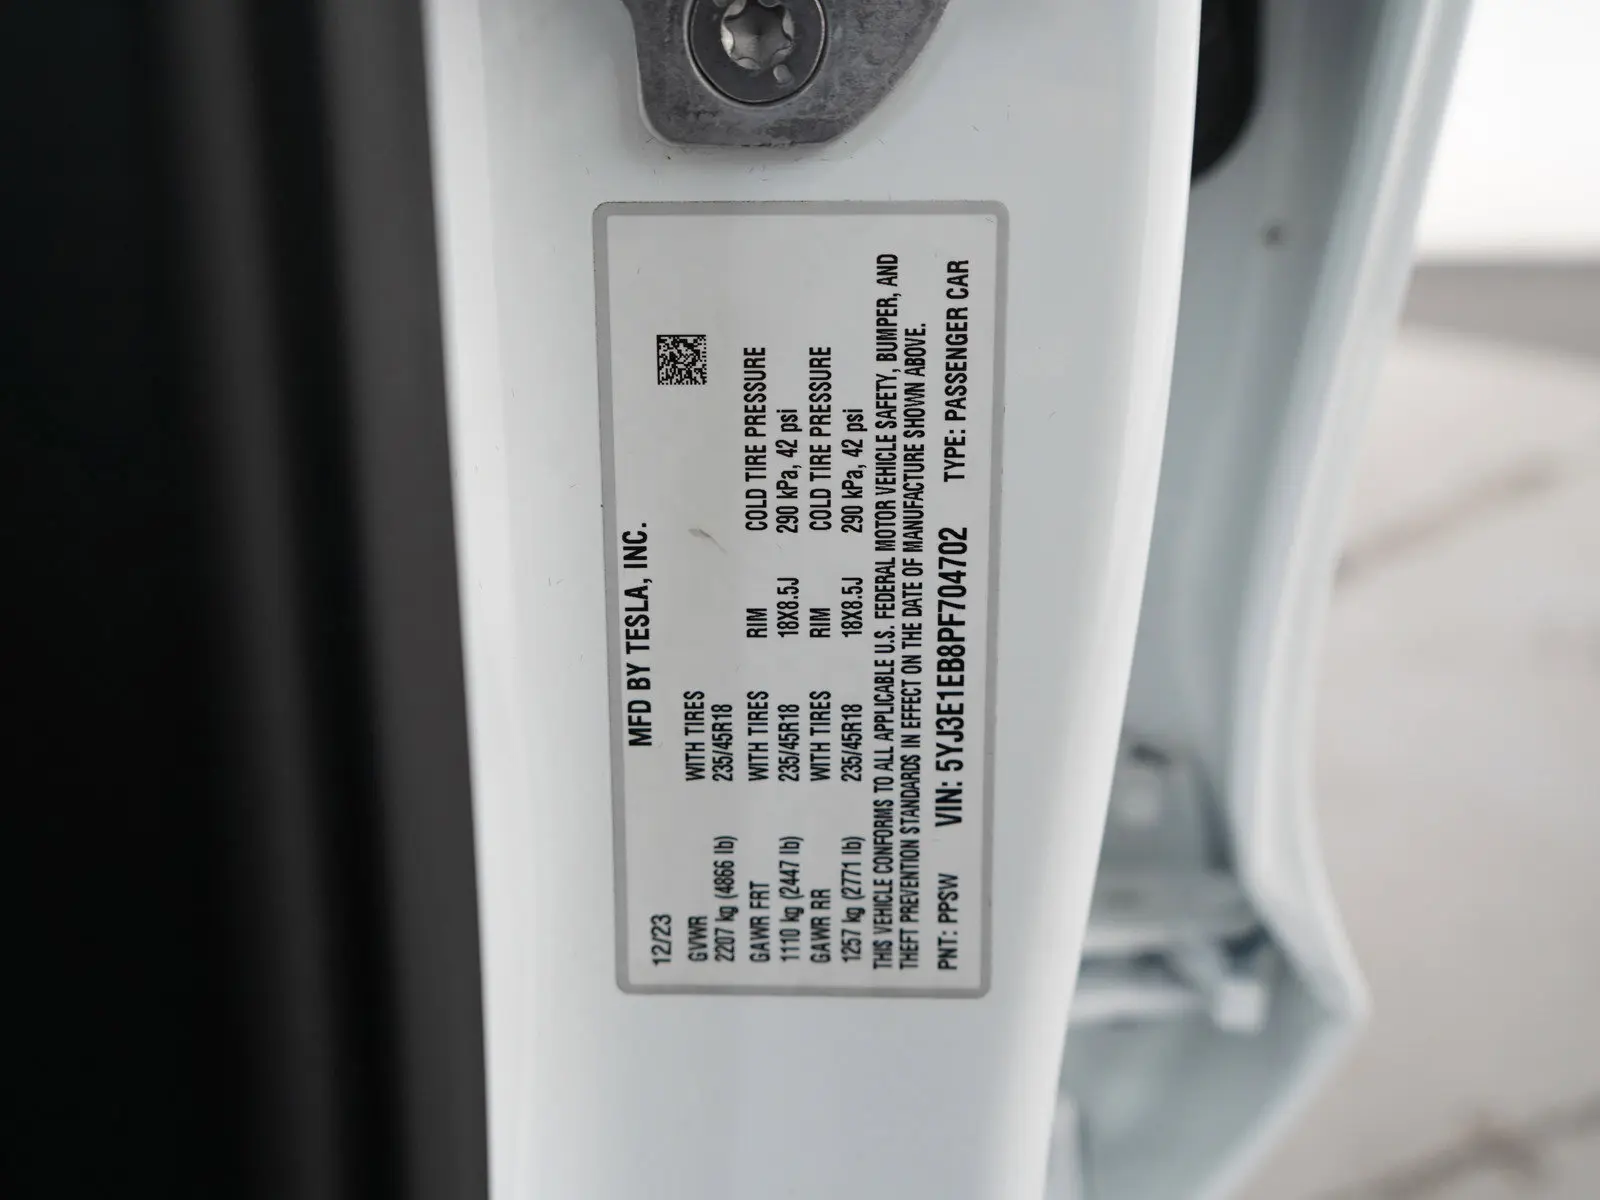 MFD BY TESLA, INC.
12/23
GVWR WITH TIRES
2207 kg (4866 lb) 235/45R18
GAWR FRT WITH TIRES RIM COLD TIRE PRESSURE
1110 kg (2447 lb) 235/45R18 18X8.5J 290 kPa, 42 psi
GAWR RR WITH TIRES RIM COLD TIRE PRESSURE
1257 kg (2771 lb) 235/45R18 18X8.5J 290 kPa, 42 psi
THIS VEHICLE CONFORMS TO ALL APPLICABLE U.S. FEDERAL MOTOR VEHICLE SAFETY, BUMPER, AND
THEFT PREVENTION STANDARDS IN EFFECT ON THE DATE OF MANUFACTURE SHOWN ABOVE.
PNT: PPSW VIN: 5YJ3E1EB8PF704702 TYPE: PASSENGER CAR